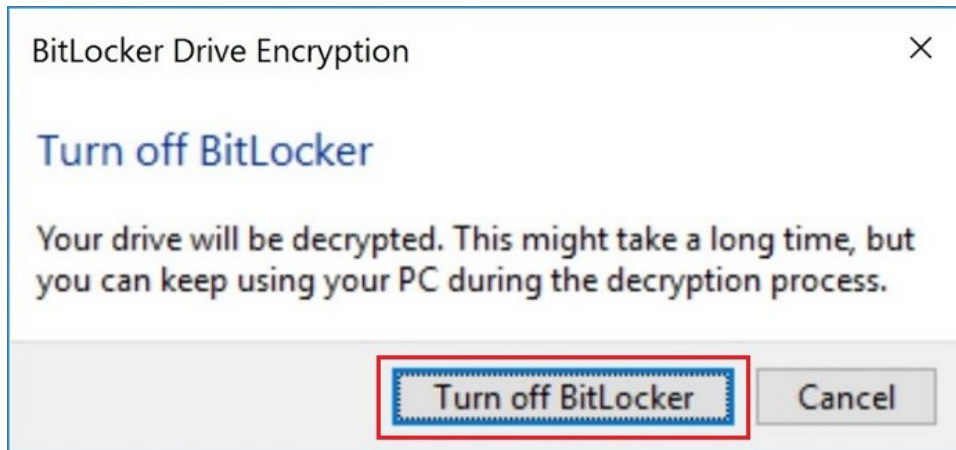 BitLocker Drive Encryption
Turn off BitLocker
Your drive will be decrypted. This might take a long time, but
you can keep using your PC during the decryption process.
Turn off BitLocker
Cancel